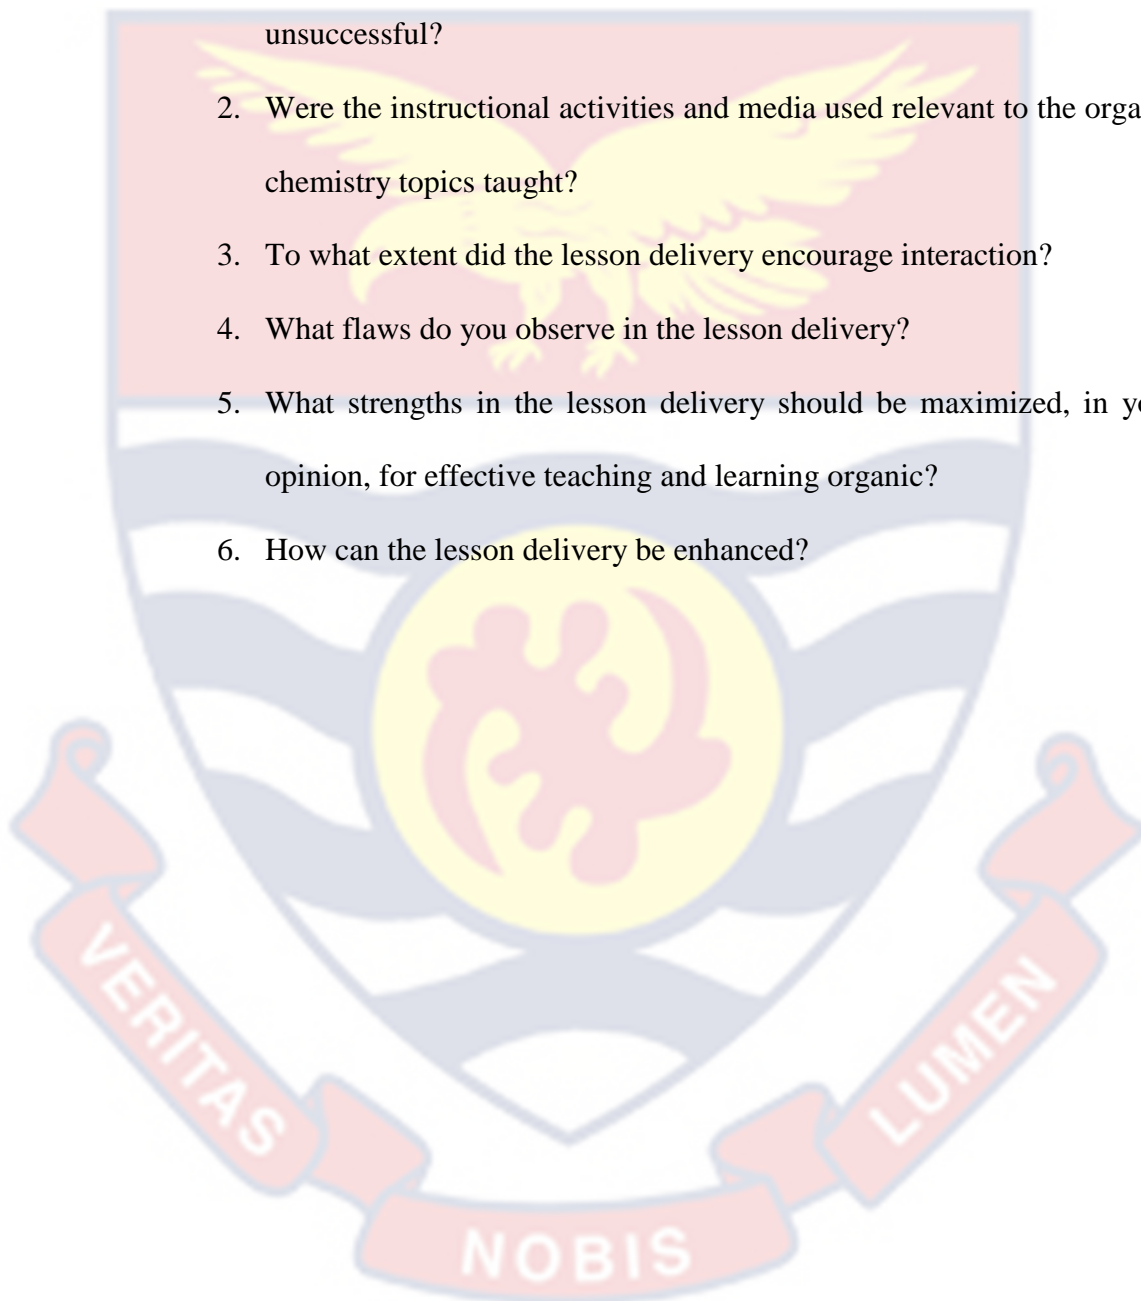 unsuccessful?
2. Were the instructional activities and media used relevant to the orga
chemistry topics taught?
3. To what extent did the lesson delivery encourage interaction?
4. What flaws do you observe in the lesson delivery?
5. What strengths in the lesson delivery should be maximized, in yo
opinion, for effective teaching and learning organic?
6. How can the lesson delivery be enhanced?
VERITAS
NOBIS
LUMEN